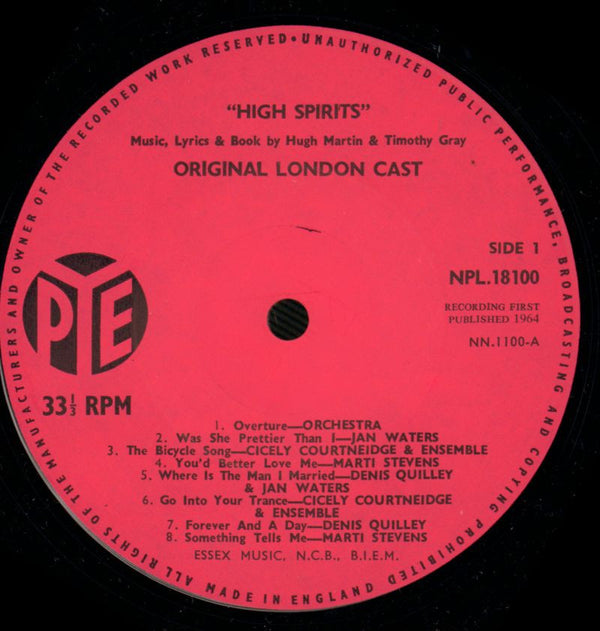 ALL RIGHTS OF THE MANUFACTURERS AND OWNER OF THE RECORDED WORK RESERVED • UNAUTHORIZED PUBLIC PERFORMANCE, BROADCASTING AND COPYING PROHIBITED
"HIGH SPIRITS"
Music, Lyrics & Book by Hugh Martin & Timothy Gray
ORIGINAL LONDON CAST
SIDE 1
NPL.18100
RECORDING FIRST
PUBLISHED 1964
NN.1100-A
PYE
33⅓ RPM
1. Overture—ORCHESTRA
2. Was She Prettier Than I—JAN WATERS
3. The Bicycle Song—CICELY COURTNEIDGE & ENSEMBLE
4. You'd Better Love Me—MARTI STEVENS
5. Where Is The Man I Married—DENIS QUILLEY
& JAN WATERS
6. Go Into Your Trance—CICELY COURTNEIDGE
& ENSEMBLE
7. Forever And A Day—DENIS QUILLEY
8. Something Tells Me—MARTI STEVENS
ESSEX MUSIC, N.C.B., B.I.E.M.
MADE IN ENGLAND